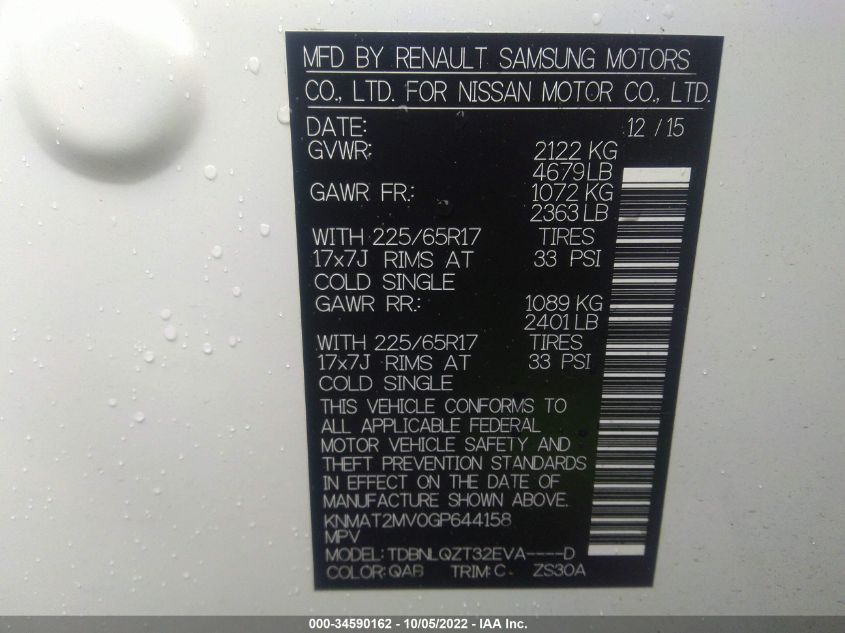 MFD BY RENAULT SAMSUNG MOTORS
CO., LTD. FOR NISSAN MOTOR CO., LTD.
DATE: 12 / 15
GVWR: 2122 KG
4679 LB
GAWR FR.: 1072 KG
2363 LB
WITH 225/65R17 TIRES
17x7J RIMS AT 33 PSI
COLD SINGLE
GAWR RR.: 1089 KG
2401 LB
WITH 225/65R17 TIRES
17x7J RIMS AT 33 PSI
COLD SINGLE
THIS VEHICLE CONFORMS TO
ALL APPLICABLE FEDERAL
MOTOR VEHICLE SAFETY AND
THEFT PREVENTION STANDARDS
IN EFFECT ON THE DATE OF
MANUFACTURE SHOWN ABOVE.
KNMAT2MV0GP644158
MPV
MODEL: TDBNLQZT32EVA----D
COLOR: QAB TRIM: C ZS30A
000-34590162 - 10/05/2022 - IAA Inc.